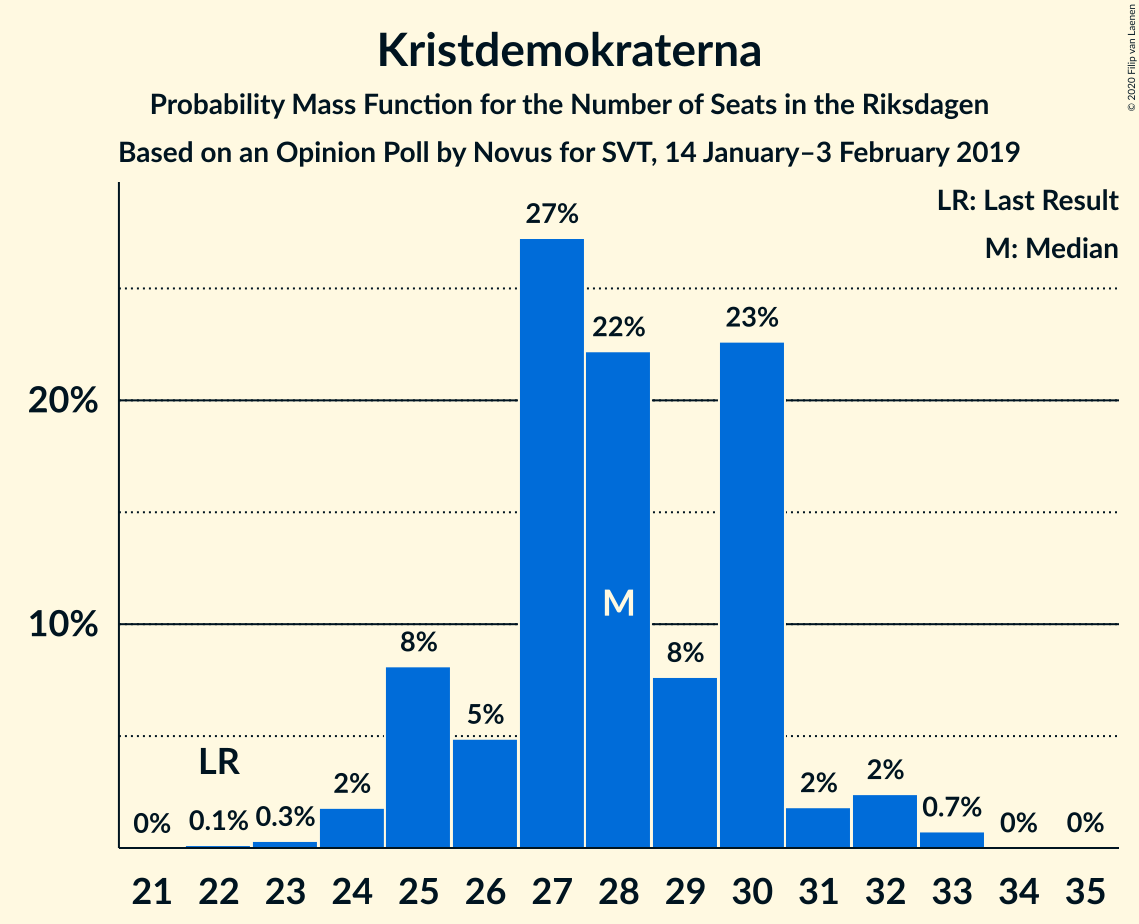 Kristdemokraterna
Probability Mass Function for the Number of Seats in the Riksdagen
Based on an Opinion Poll by Novus for SVT, 14 January–3 February 2019
© 2020 Filip van Laenen
LR: Last Result
M: Median
27%
23%
22%
20%
M
10%
8%
8%
5%
LR
2%
2%
2%
0.7%
0%
0.1%
0.3%
0%
0%
21 22 23 24 25 26 27 28 29 30 31 32 33 34 35